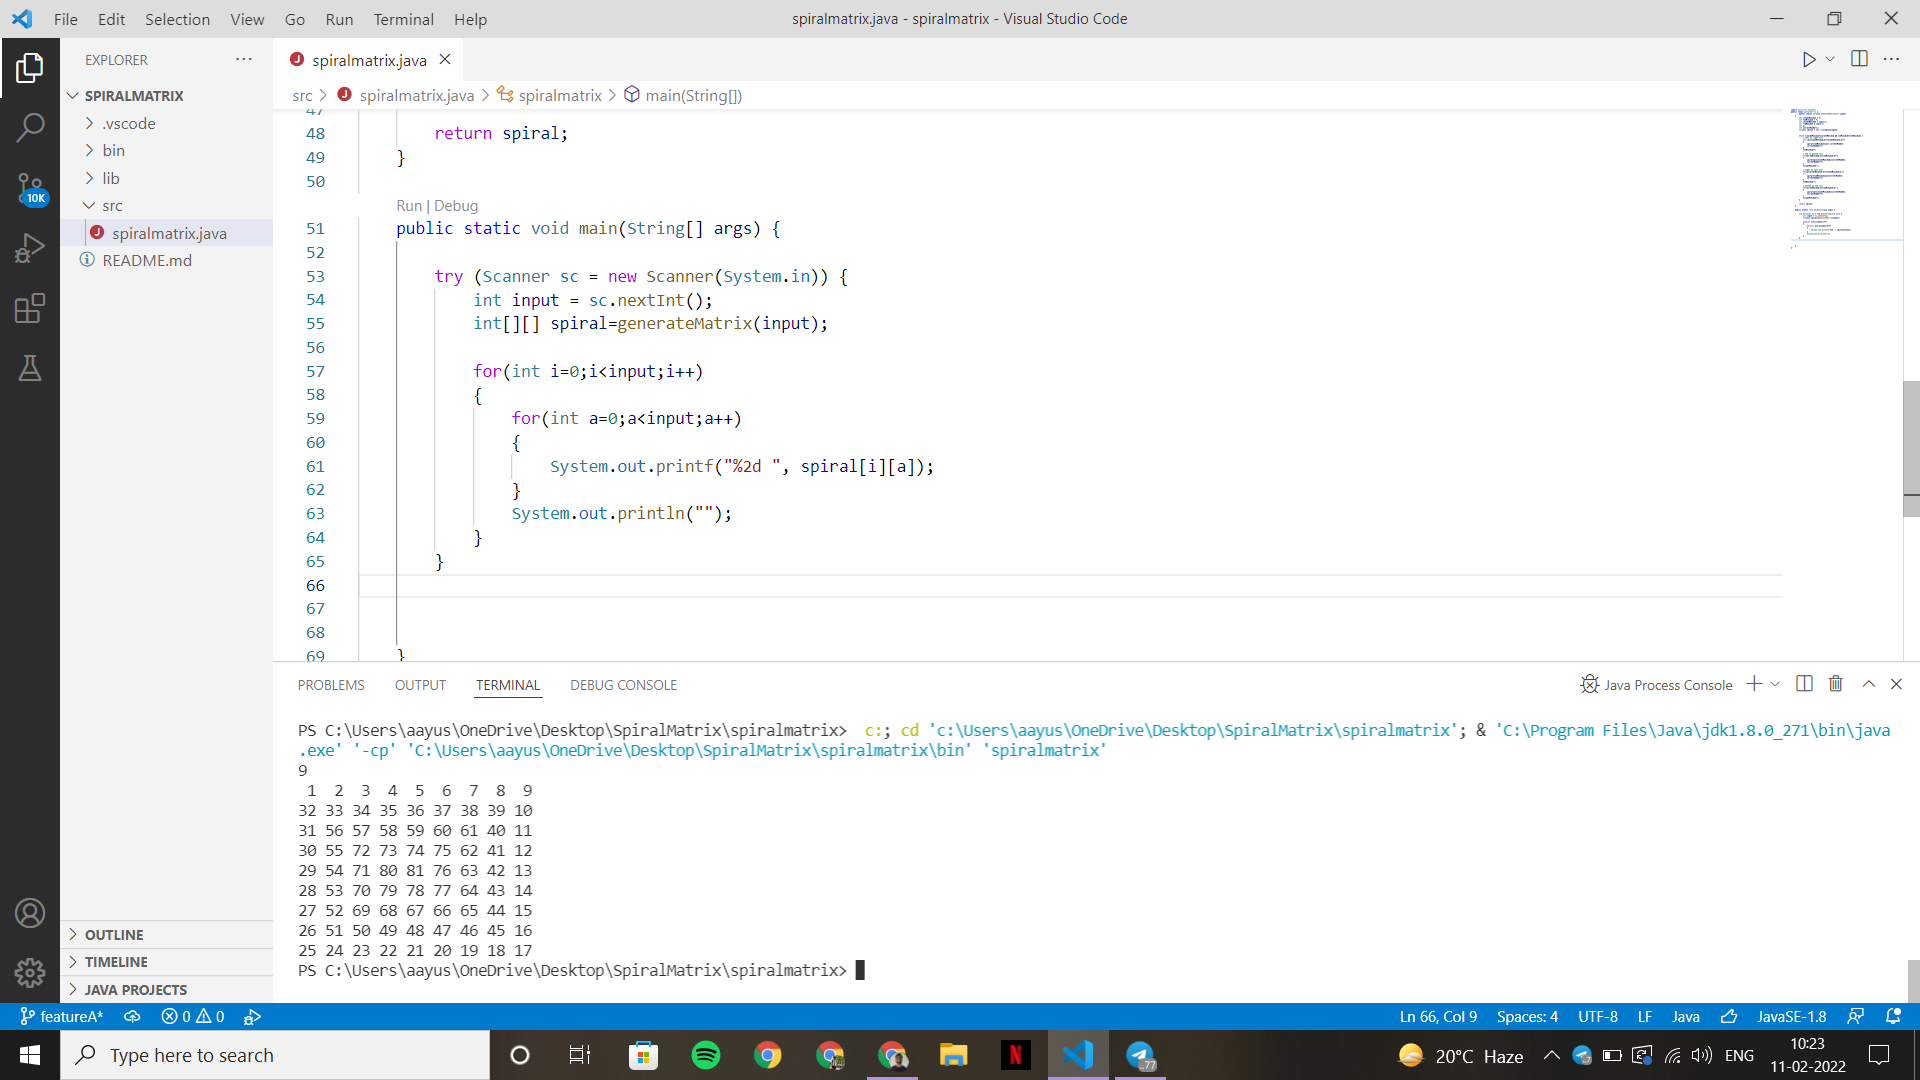 File Edit Selection View Go Run Terminal Help
spiralmatrix.java - spiralmatrix - Visual Studio Code
EXPLORER
SPIRALMATRIX
.vscode
bin
lib
src
spiralmatrix.java
README.md
OUTLINE
TIMELINE
JAVA PROJECTS
10K
spiralmatrix.java
src > spiralmatrix.java > spiralmatrix > main(String[])
47
48 return spiral;
49 }
50
Run | Debug
51 public static void main(String[] args) {
52
53 try (Scanner sc = new Scanner(System.in)) {
54 int input = sc.nextInt();
55 int[][] spiral=generateMatrix(input);
56
57 for(int i=0;i<input;i++)
58 {
59 for(int a=0;a<input;a++)
60 {
61 System.out.printf("%2d ", spiral[i][a]);
62 }
63 System.out.println("");
64 }
65 }
66
67
68
69 }
PROBLEMS OUTPUT TERMINAL DEBUG CONSOLE
Java Process Console
PS C:\Users\aayus\OneDrive\Desktop\SpiralMatrix\spiralmatrix> c:; cd 'c:\Users\aayus\OneDrive\Desktop\SpiralMatrix\spiralmatrix'; & 'C:\Program Files\Java\jdk1.8.0_271\bin\java
.exe' '-cp' 'C:\Users\aayus\OneDrive\Desktop\SpiralMatrix\spiralmatrix\bin' 'spiralmatrix'
9
1 2 3 4 5 6 7 8 9
32 33 34 35 36 37 38 39 10
31 56 57 58 59 60 61 40 11
30 55 72 73 74 75 62 41 12
29 54 71 80 81 76 63 42 13
28 53 70 79 78 77 64 43 14
27 52 69 68 67 66 65 44 15
26 51 50 49 48 47 46 45 16
25 24 23 22 21 20 19 18 17
PS C:\Users\aayus\OneDrive\Desktop\SpiralMatrix\spiralmatrix>
featureA* 0 0
Ln 66, Col 9 Spaces: 4 UTF-8 LF Java JavaSE-1.8
Type here to search
N
..77
20°C Haze
ENG
10:23
11-02-2022